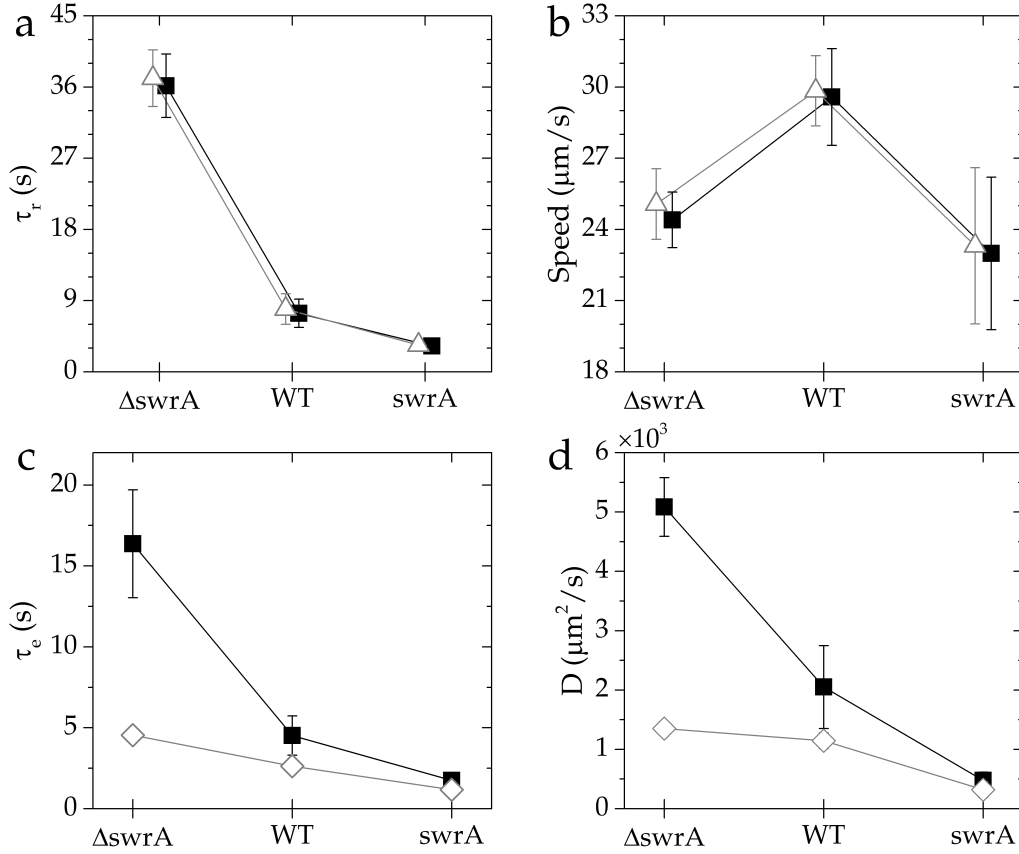 a
45
36
27
18
9
0
τr (s)
ΔswrA WT swrA
b
33
30
27
24
21
18
Speed (μm/s)
ΔswrA WT swrA
c
20
15
10
5
0
τe (s)
ΔswrA WT swrA
d
×10³
6
5
4
3
2
1
0
D (μm²/s)
ΔswrA WT swrA